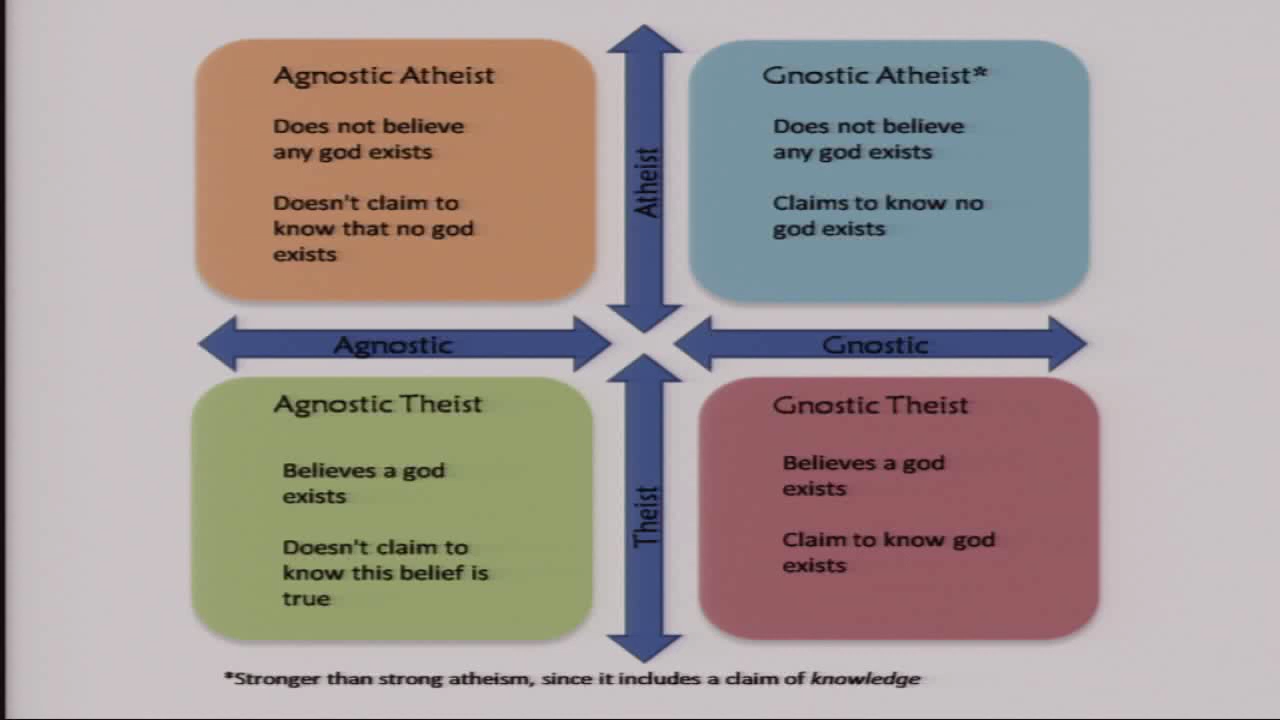 Agnostic Atheist
Does not believe
any god exists
Doesn't claim to
know that no god
exists
Atheist
Gnostic Atheist*
Does not believe
any god exists
Claims to know no
god exists
Agnostic
Gnostic
Agnostic Theist
Believes a god
exists
Doesn't claim to
know this belief is
true
Theist
Gnostic Theist
Believes a god
exists
Claim to know god
exists
*Stronger than strong atheism, since it includes a claim of knowledge